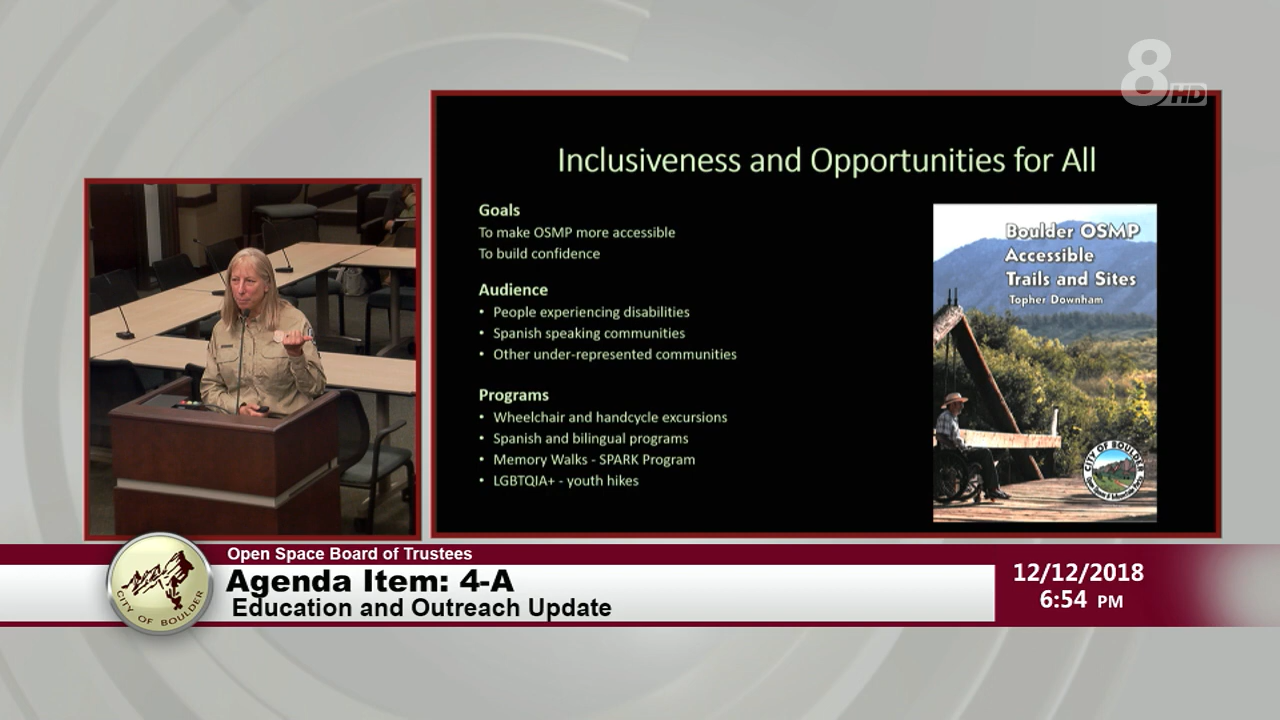 8HD
Inclusiveness and Opportunities for All
Goals
To make OSMP more accessible
To build confidence
Audience
• People experiencing disabilities
• Spanish speaking communities
• Other under-represented communities
Programs
• Wheelchair and handcycle excursions
• Spanish and bilingual programs
• Memory Walks - SPARK Program
• LGBTQIA+ - youth hikes
Boulder OSMP
Accessible
Trails and Sites
Topher Downham
CITY OF BOULDER
Open Space Board of Trustees
Agenda Item: 4-A
Education and Outreach Update
CITY OF BOULDER
12/12/2018
6:54 PM